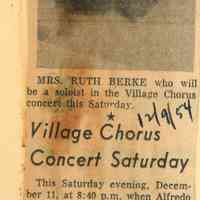 MRS. RUTH BERKE who will
be a soloist in the Village Chorus
concert this Saturday.
12/9/54
Village Chorus
Concert Saturday
This Saturday evening, Decem-
ber 11, at 8:40 p.m. when Alfredo